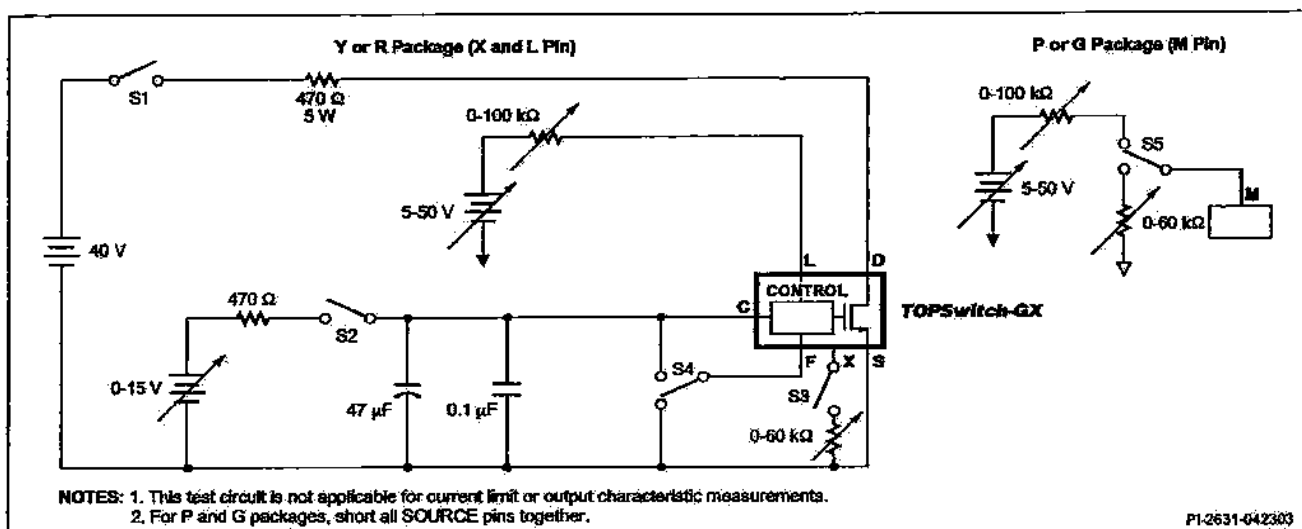 Y or R Package (X and L Pin)
P or G Package (M Pin)
S1
470 Ω
5 W
0-100 kΩ
5-50 V
40 V
0-100 kΩ
S5
5-50 V
M
0-60 kΩ
L
D
CONTROL
C
TOPSwitch-GX
F
X
S
470 Ω
S2
0-15 V
47 µF
0.1 µF
S4
S3
0-60 kΩ
NOTES: 1. This test circuit is not applicable for current limit or output characteristic measurements.
2. For P and G packages, short all SOURCE pins together.
PI-2631-042303